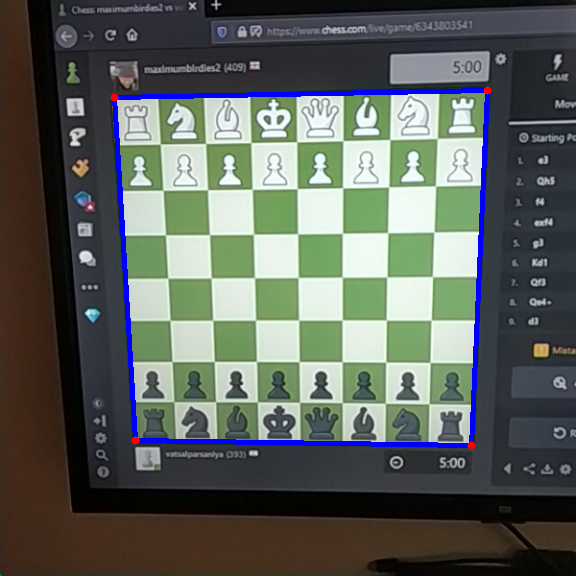 Chess: maximumbirdies2 vs
https://www.chess.com/live/game/6343803541
maximumbirdies2 (409)
5:00
GAME
Starting Po
1. e3
2. Qh5
3. f4
4. exf4
5. g3
6. Kd1
7. Qf3
8. Qe4+
9. d3
Mista
vatsalparsaniya (393)
5:00